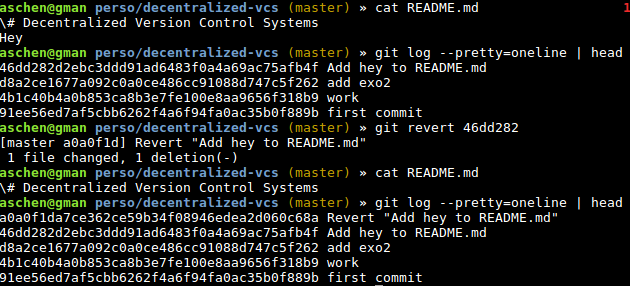 aschen@gman perso/decentralized-vcs (master) » cat README.md 1
\# Decentralized Version Control Systems
Hey
aschen@gman perso/decentralized-vcs (master) » git log --pretty=oneline | head
46dd282d2ebc3ddd91ad6483f0a4a69ac75afb4f Add hey to README.md
d8a2ce1677a092c0a0ce486cc91088d747c5f262 add exo2
4b1c40b4a0b853ca8b3e7fe100e8aa9656f318b9 work
91ee56ed7af5cbb6262f4a6f94fa0ac35b0f889b first commit
aschen@gman perso/decentralized-vcs (master) » git revert 46dd282
[master a0a0f1d] Revert "Add hey to README.md"
 1 file changed, 1 deletion(-)
aschen@gman perso/decentralized-vcs (master) » cat README.md
\# Decentralized Version Control Systems
aschen@gman perso/decentralized-vcs (master) » git log --pretty=oneline | head
a0a0f1da7ce362ce59b34f08946edea2d060c68a Revert "Add hey to README.md"
46dd282d2ebc3ddd91ad6483f0a4a69ac75afb4f Add hey to README.md
d8a2ce1677a092c0a0ce486cc91088d747c5f262 add exo2
4b1c40b4a0b853ca8b3e7fe100e8aa9656f318b9 work
91ee56ed7af5cbb6262f4a6f94fa0ac35b0f889b first commit